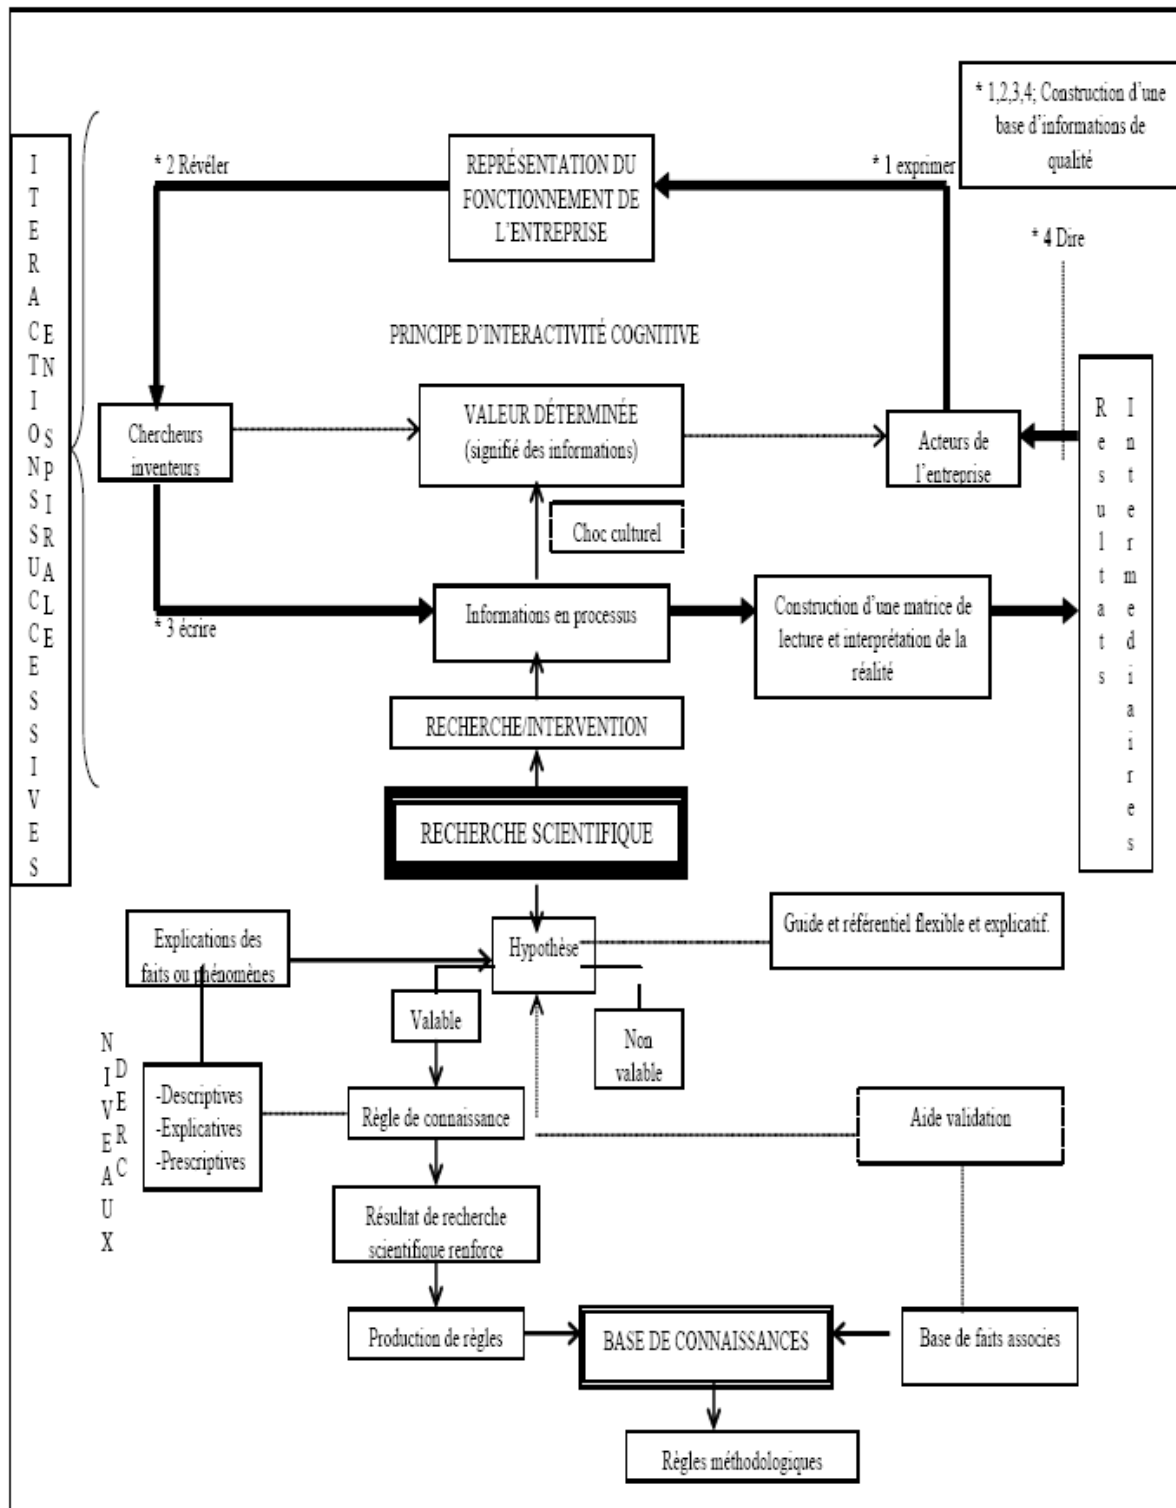 * 1,2,3,4; Construction d'une
base d'informations de
qualité
* 2 Révéler
REPRÉSENTATION DU
FONCTIONNEMENT DE
L'ENTREPRISE
* 1 exprimer
* 4 Dire
ITERACTIONS SUCCESSIVES
EN SPIRALE
PRINCIPE D'INTERACTIVITÉ COGNITIVE
Chercheurs
inventeurs
VALEUR DÉTERMINÉE
(signifié des informations)
Acteurs de
l'entreprise
Resultats
Intermediaires
Choc culturel
* 3 écrire
Informations en processus
Construction d'une matrice de
lecture et interprétation de la
réalité
RECHERCHE/INTERVENTION
RECHERCHE SCIENTIFIQUE
Explications des
faits ou phénomènes
Hypothèse
Guide et référentiel flexible et explicatif.
Valable
Non
valable
NIVEAUX
DERC
-Descriptives
-Explicatives
-Prescriptives
Règle de connaissance
Aide validation
Résultat de recherche
scientifique renforce
Production de règles
BASE DE CONNAISSANCES
Base de faits associes
Règles méthodologiques